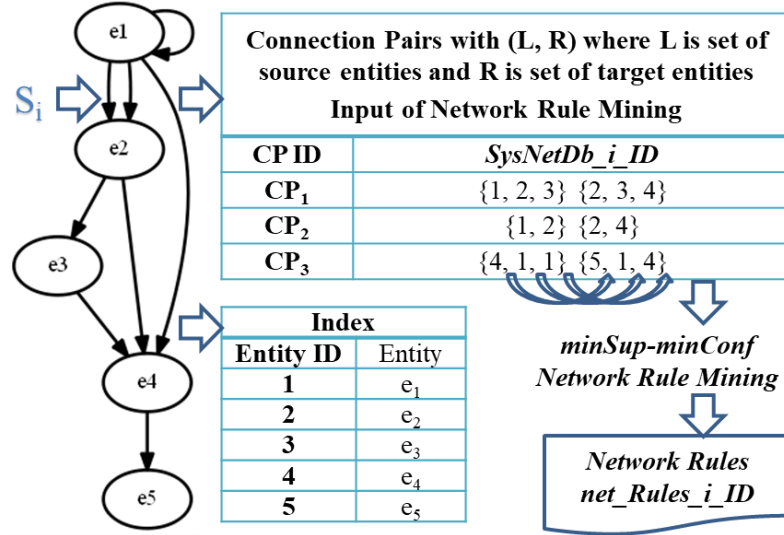 e1
S_i
e2
e3
e4
e5
Connection Pairs with (L, R) where L is set of
source entities and R is set of target entities
Input of Network Rule Mining
CP ID SysNetDb_i_ID
CP₁ {1, 2, 3} {2, 3, 4}
CP₂ {1, 2} {2, 4}
CP₃ {4, 1, 1} {5, 1, 4}
Index
Entity ID Entity
1 e₁
2 e₂
3 e₃
4 e₄
5 e₅
minSup-minConf
Network Rule Mining
Network Rules
net_Rules_i_ID